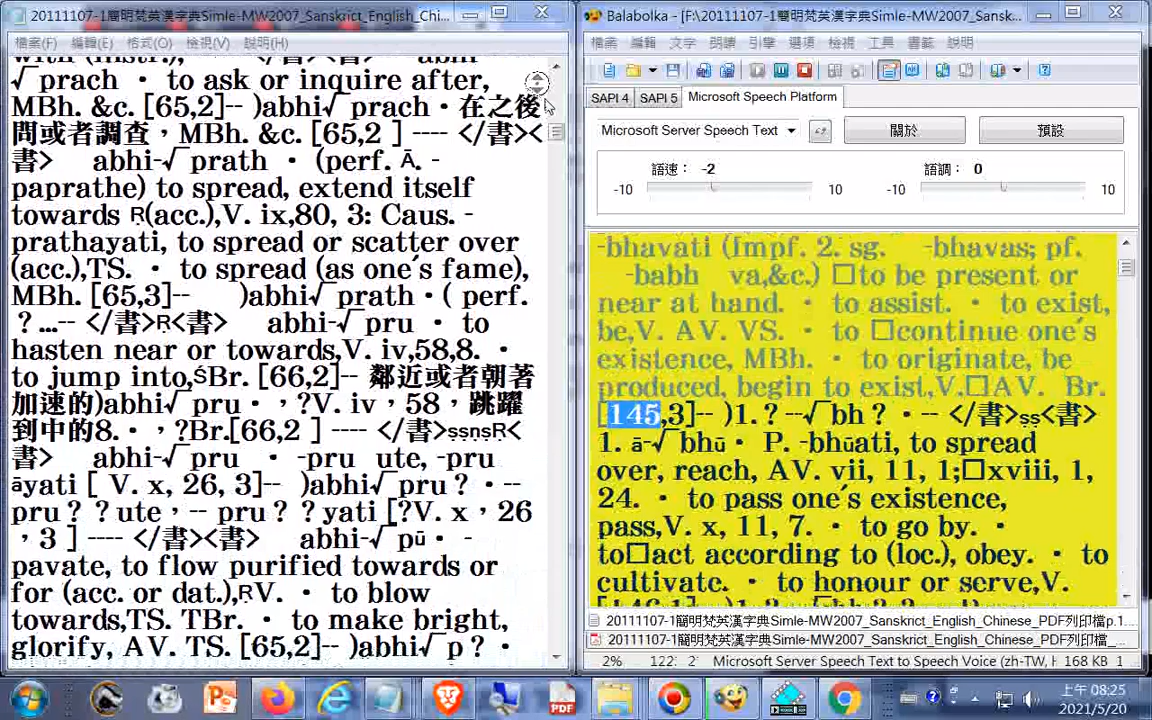 20111107-1簡明梵英漢字典Simle-MW2007_Sanskrict_English_Chi...
檔案(F) 編輯(E) 格式(O) 檢視(V) 說明(H)
with (instr.), </書><書> abhi-
√prach • to ask or inquire after,
MBh. &c. [65,2]-- )abhi√prach・在之後
問或者調查，MBh. &c. [65,2 ] ---- </書><
書> abhi-√prath • (perf. Ā. -
paprathe) to spread, extend itself
towards R(acc.),V. ix,80, 3: Caus. -
prathayati, to spread or scatter over
(acc.),TS. • to spread (as one's fame),
MBh. [65,3]-- )abhi√prath・( perf.
？...-- </書>R<書> abhi-√pru • to
hasten near or towards,V. iv,58,8. •
to jump into,ŚBr. [66,2]-- 鄰近或者朝著
加速的)abhi√pru・,?V. iv，58，跳躍
到中的8.・,?Br.[66,2 ] ---- </書>ṣṣnṣR<
書> abhi-√pru • -pru ute, -pru
āyati [ V. x, 26, 3]-- )abhi√pru？・--
pru？？ute, -- pru？？yati [?V. x，26
，3 ] ---- </書><書> abhi-√pū• -
pavate, to flow purified towards or
for (acc. or dat.),RV. • to blow
towards,TS. TBr. • to make bright,
glorify, AV. TS. [65,2]-- )abhi√p？・
Balabolka - [F:\20111107-1簡明梵英漢字典Simle-MW2007_Sansk...
檔案 編輯 文字 朗讀 引擎 選項 檢視 工具 書籤 說明
SAPI 4 SAPI 5 Microsoft Speech Platform
Microsoft Server Speech Text 關於 預設
語速： -2 語調： 0
-10 10 -10 10
-bhavati (Impf. 2. sg. -bhavas; pf.
-babh va,&c.) □to be present or
near at hand. • to assist. • to exist,
be,V. AV. VS. • to □continue one's
existence, MBh. • to originate, be
produced, begin to exist,V.□AV. Br.
[145,3]-- )1.？--√bh？・-- </書>ṣṣ<書>
1. ā-√bhū • P. -bhūati, to spread
over, reach, AV. vii, 11, 1;□xviii, 1,
24. • to pass one's existence,
pass,V. x, 11, 7. • to go by. •
to□act according to (loc.), obey. • to
cultivate. • to honour or serve,V.
20111107-1簡明梵英漢字典Simle-MW2007_Sanskrict_English_Chinese_PDF列印檔p.1
20111107-1簡明梵英漢字典Simle-MW2007_Sanskrict_English_Chinese_PDF列印檔...
2% 122: 2 Microsoft Server Speech Text to Speech Voice (zh-TW, H 168 KB
上午 08:25
2021/5/20